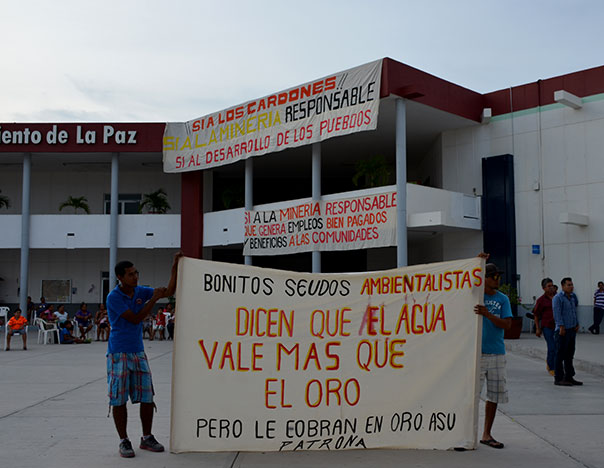 iento de La Paz
SI A LOS CARDONES
SI A LA MINERIA RESPONSABLE
SI AL DESARROLLO DE LOS PUEBLOS
SI A LA MINERIA RESPONSABLE
QUE GENERA EMPLEOS BIEN PAGADOS
Y BENEFICIOS A LAS COMUNIDADES
BONITOS SEUDOS AMBIENTALISTAS
DICEN QUE EL AGUA
VALE MAS QUE
EL ORO
PERO LE EOBRAN EN ORO ASU
PATRONA